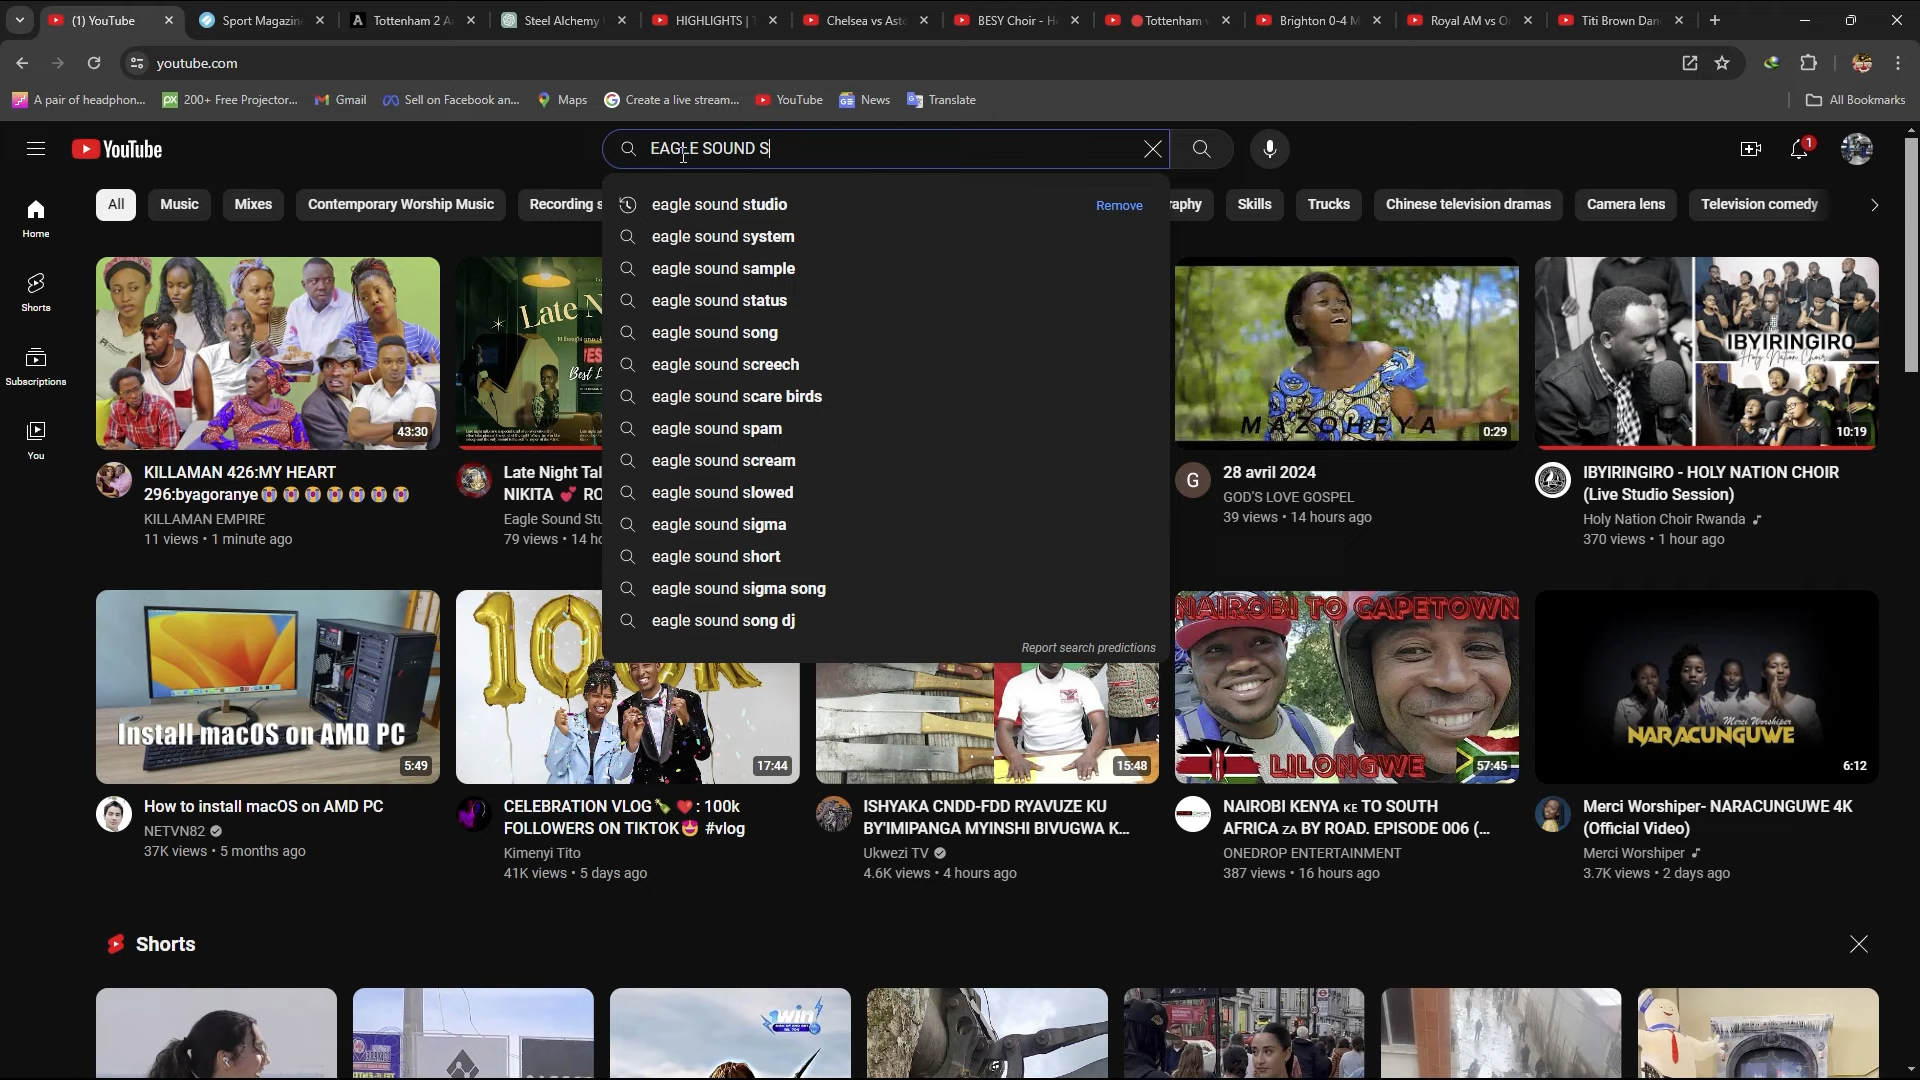 (1) YouTube
Sport Magazin
Tottenham 2 A
Steel Alchemy
HIGHLIGHTS | T
Chelsea vs Ast
BESY Choir - H
Tottenham v
Brighton 0-4 M
Royal AM vs O
Titi Brown Dan
youtube.com
A pair of headphon...
200+ Free Projector...
Gmail
Sell on Facebook an...
Maps
Create a live stream...
YouTube
News
Translate
All Bookmarks
YouTube
EAGLE SOUND S
1
All
Music
Mixes
Contemporary Worship Music
Recording s
raphy
Skills
Trucks
Chinese television dramas
Camera lens
Television comedy
eagle sound studio
Remove
eagle sound system
eagle sound sample
eagle sound status
eagle sound song
eagle sound screech
eagle sound scare birds
eagle sound spam
eagle sound scream
eagle sound slowed
eagle sound sigma
eagle sound short
eagle sound sigma song
eagle sound song dj
Report search predictions
Home
Shorts
Subscriptions
You
43:30
KILLAMAN 426:MY HEART
296:byagoranye😭😭😭😭😭😭😭
KILLAMAN EMPIRE
11 views • 1 minute ago
Late N
Best L
Late Night Tal
NIKITA 💕 RO
Eagle Sound Stu
79 views • 14 h
MAZOHEYA
0:29
G
28 avril 2024
GOD'S LOVE GOSPEL
39 views • 14 hours ago
IBYIRINGIRO
Holy Nation Choir
10:19
IBYIRINGIRO - HOLY NATION CHOIR
(Live Studio Session)
Holy Nation Choir Rwanda
370 views • 1 hour ago
Install macOS on AMD PC
5:49
How to install macOS on AMD PC
NETVN82
37K views • 5 months ago
100K
17:44
CELEBRATION VLOG🍾 ❤️: 100k
FOLLOWERS ON TIKTOK😍 #vlog
Kimenyi Tito
41K views • 5 days ago
15:48
ISHYAKA CNDD-FDD RYAVUZE KU
BY'IMIPANGA MYINSHI BIVUGWA K...
Ukwezi TV
4.6K views • 4 hours ago
NAIROBI TO CAPETOWN
LILONGWE
57:45
NAIROBI KENYA KE TO SOUTH
AFRICA ZA BY ROAD. EPISODE 006 (...
ONEDROP ENTERTAINMENT
387 views • 16 hours ago
Merci Worshiper
NARACUNGUWE
6:12
Merci Worshiper- NARACUNGUWE 4K
(Official Video)
Merci Worshiper
3.7K views • 2 days ago
Shorts
1win